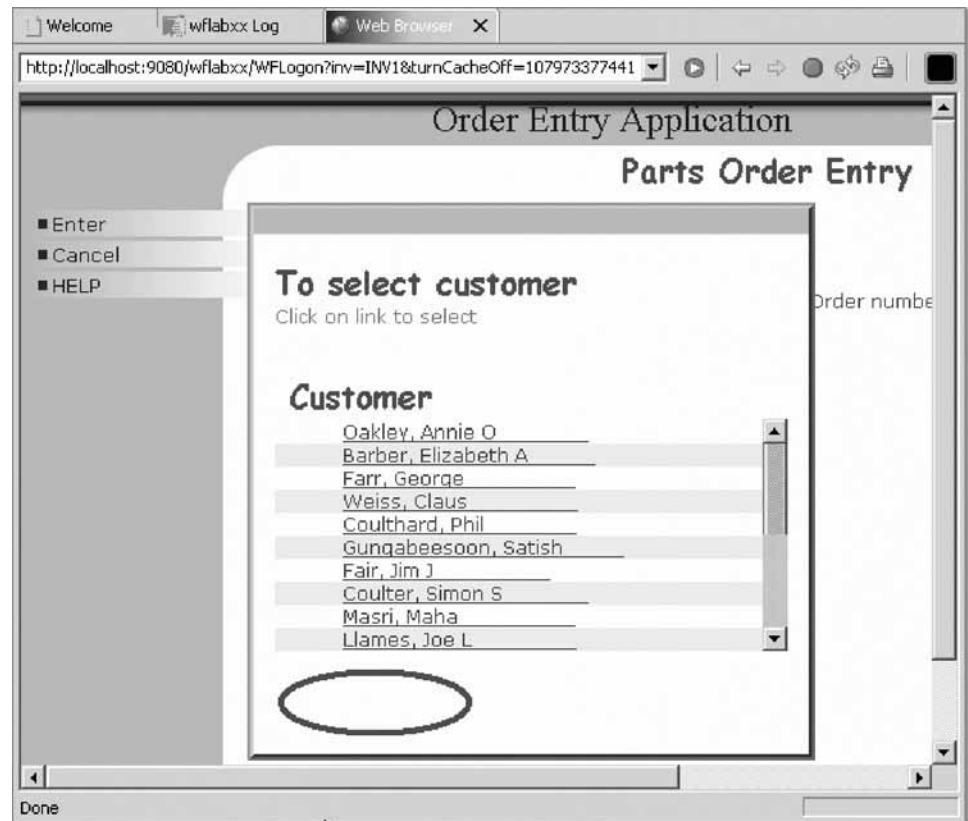 Welcome wflabxx Log Web Browser
http://localhost:9080/wflabxx/WFLogon?inv=INV1&turnCacheOff=107973377441
Order Entry Application
Parts Order Entry
Enter
Cancel
HELP
To select customer
Click on link to select
Order numbe
Customer
Oakley, Annie O
Barber, Elizabeth A
Farr, George
Weiss, Claus
Coulthard, Phil
Gungabeesoon, Satish
Fair, Jim J
Coulter, Simon S
Masri, Maha
Llames, Joe L
Done